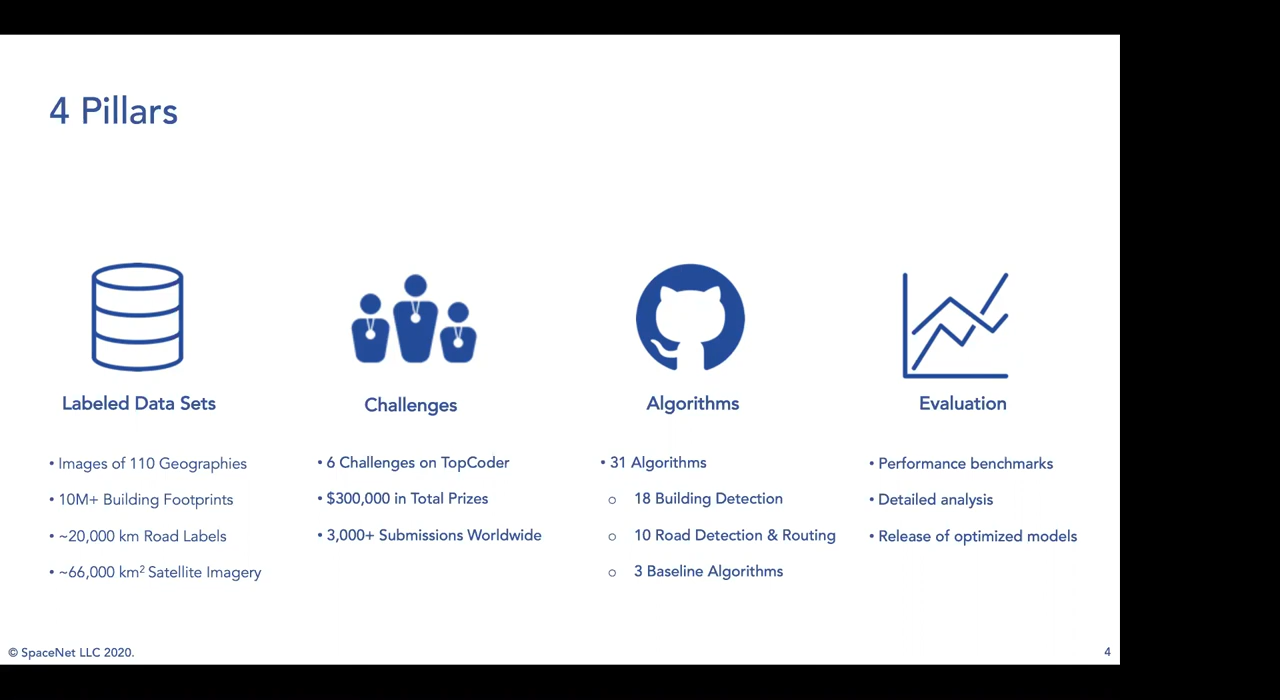 4 Pillars
Labeled Data Sets
• Images of 110 Geographies
• 10M+ Building Footprints
• ~20,000 km Road Labels
• ~66,000 km² Satellite Imagery
Challenges
• 6 Challenges on TopCoder
• $300,000 in Total Prizes
• 3,000+ Submissions Worldwide
Algorithms
• 31 Algorithms
o 18 Building Detection
o 10 Road Detection & Routing
o 3 Baseline Algorithms
Evaluation
• Performance benchmarks
• Detailed analysis
• Release of optimized models
© SpaceNet LLC 2020.
4